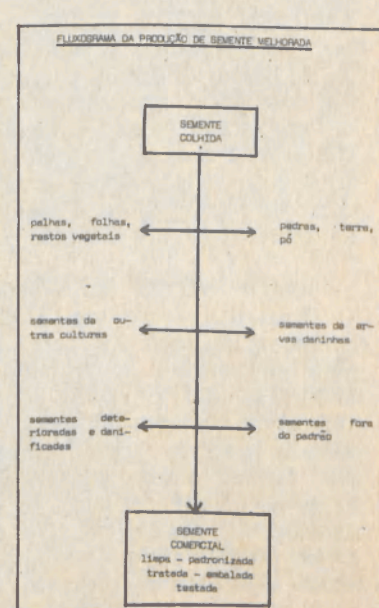 FLUXOGRAMA DA PRODUÇÃO DE SEMENTE MELHORADA
SEMENTE
COLHIDA
palhas, folhas,
restos vegetais
pedras, terra,
pó
sementes de ou-
tras culturas
sementes de er-
vas daninhas
sementes dete-
rioradas e dani-
ficadas
sementes fora
do padrão
SEMENTE
COMERCIAL
limpa - padronizada
tratada - embalada
testada